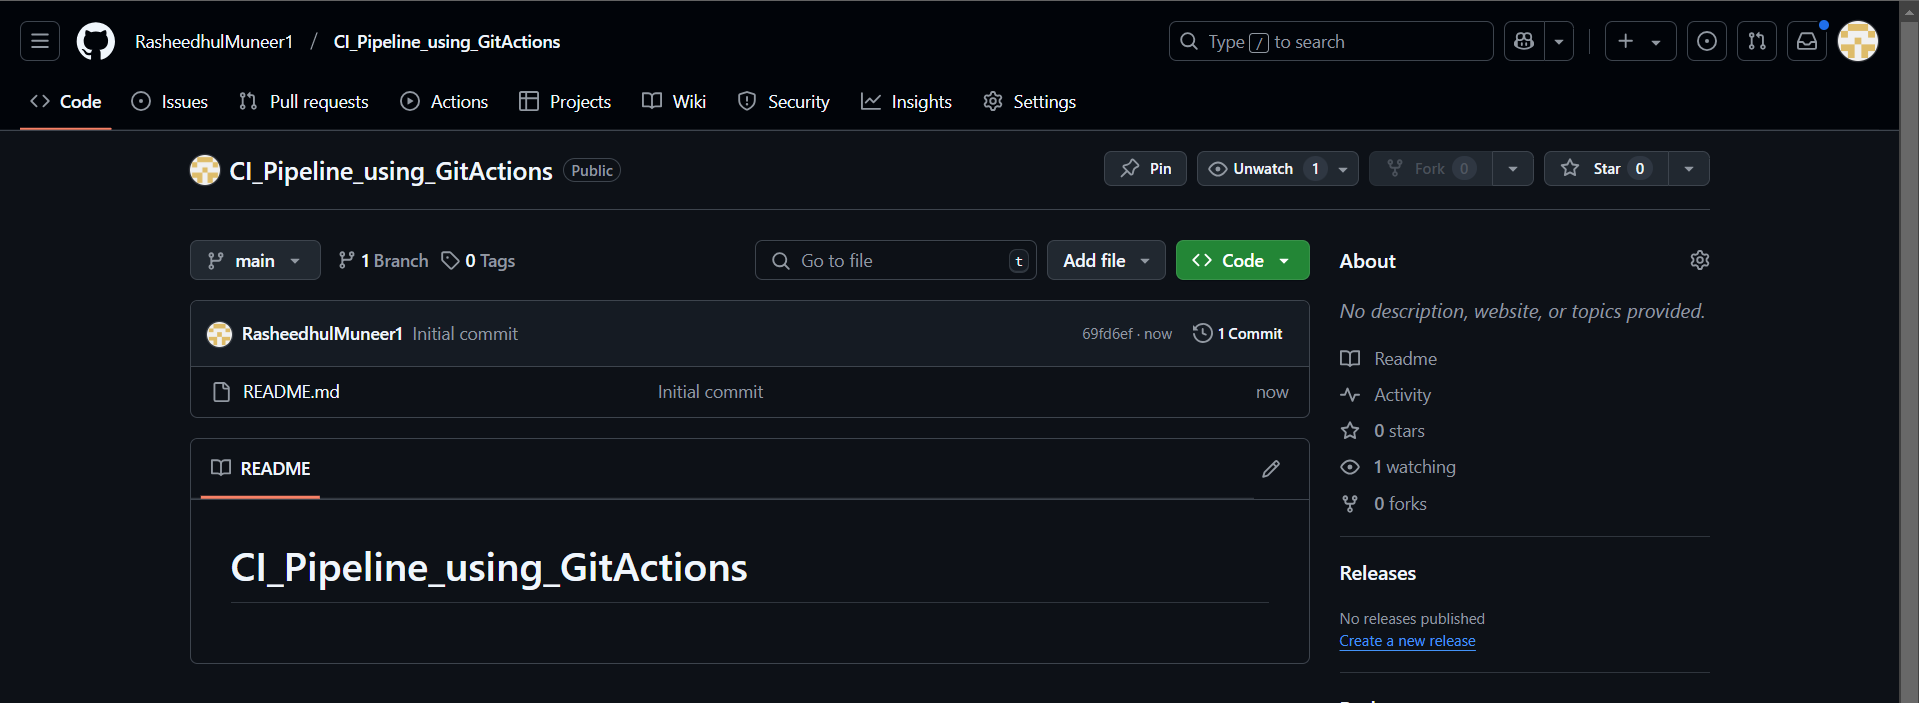 RasheedhulMuneer1 / CI_Pipeline_using_GitActions
Type / to search
Code Issues Pull requests Actions Projects Wiki Security Insights Settings
CI_Pipeline_using_GitActions Public
Pin Unwatch 1 Fork 0 Star 0
main 1 Branch 0 Tags Go to file t Add file Code
RasheedhulMuneer1 Initial commit 69fd6ef · now 1 Commit
README.md Initial commit now
README
CI_Pipeline_using_GitActions
About
No description, website, or topics provided.
Readme
Activity
0 stars
1 watching
0 forks
Releases
No releases published
Create a new release